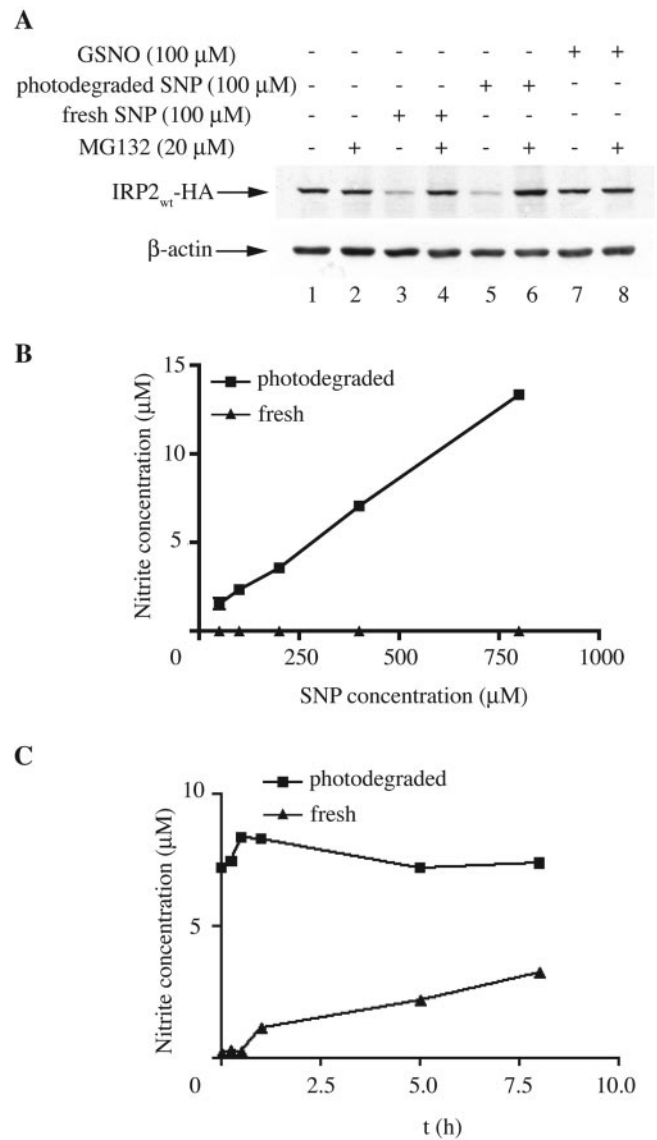 A
GSNO (100 μM) - - - - - - + +
photodegraded SNP (100 μM) - - - - + + - -
fresh SNP (100 μM) - - + + - - - -
MG132 (20 μM) - + - + - + - +
IRP2wt-HA
β-actin
1 2 3 4 5 6 7 8
B
15
10
5
0
250
500
750
1000
Nitrite concentration (μM)
SNP concentration (μM)
photodegraded
fresh
C
10
5
0
2.5
5.0
7.5
10.0
Nitrite concentration (μM)
t (h)
photodegraded
fresh